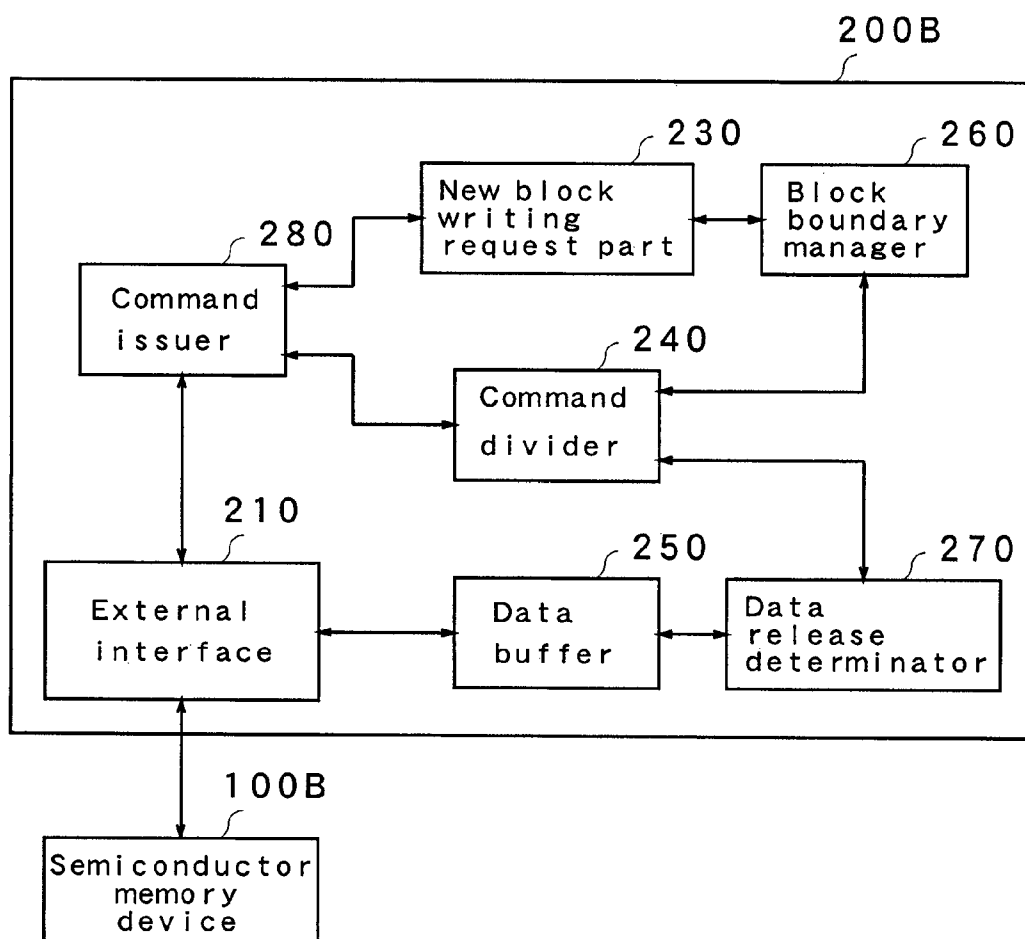 200B
230
260
New block
writing
request part
Block
boundary
manager
280
Command
issuer
240
Command
divider
210
External
interface
250
Data
buffer
270
Data
release
determinator
100B
Semiconductor
memory
device